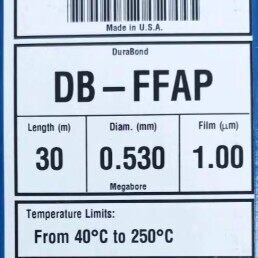 Made in U.S.A.
DuraBond
DB – FFAP
Length (m) Diam. (mm) Film (μm)
30 0.530 1.00
Megabore
Temperature Limits:
From 40°C to 250°C